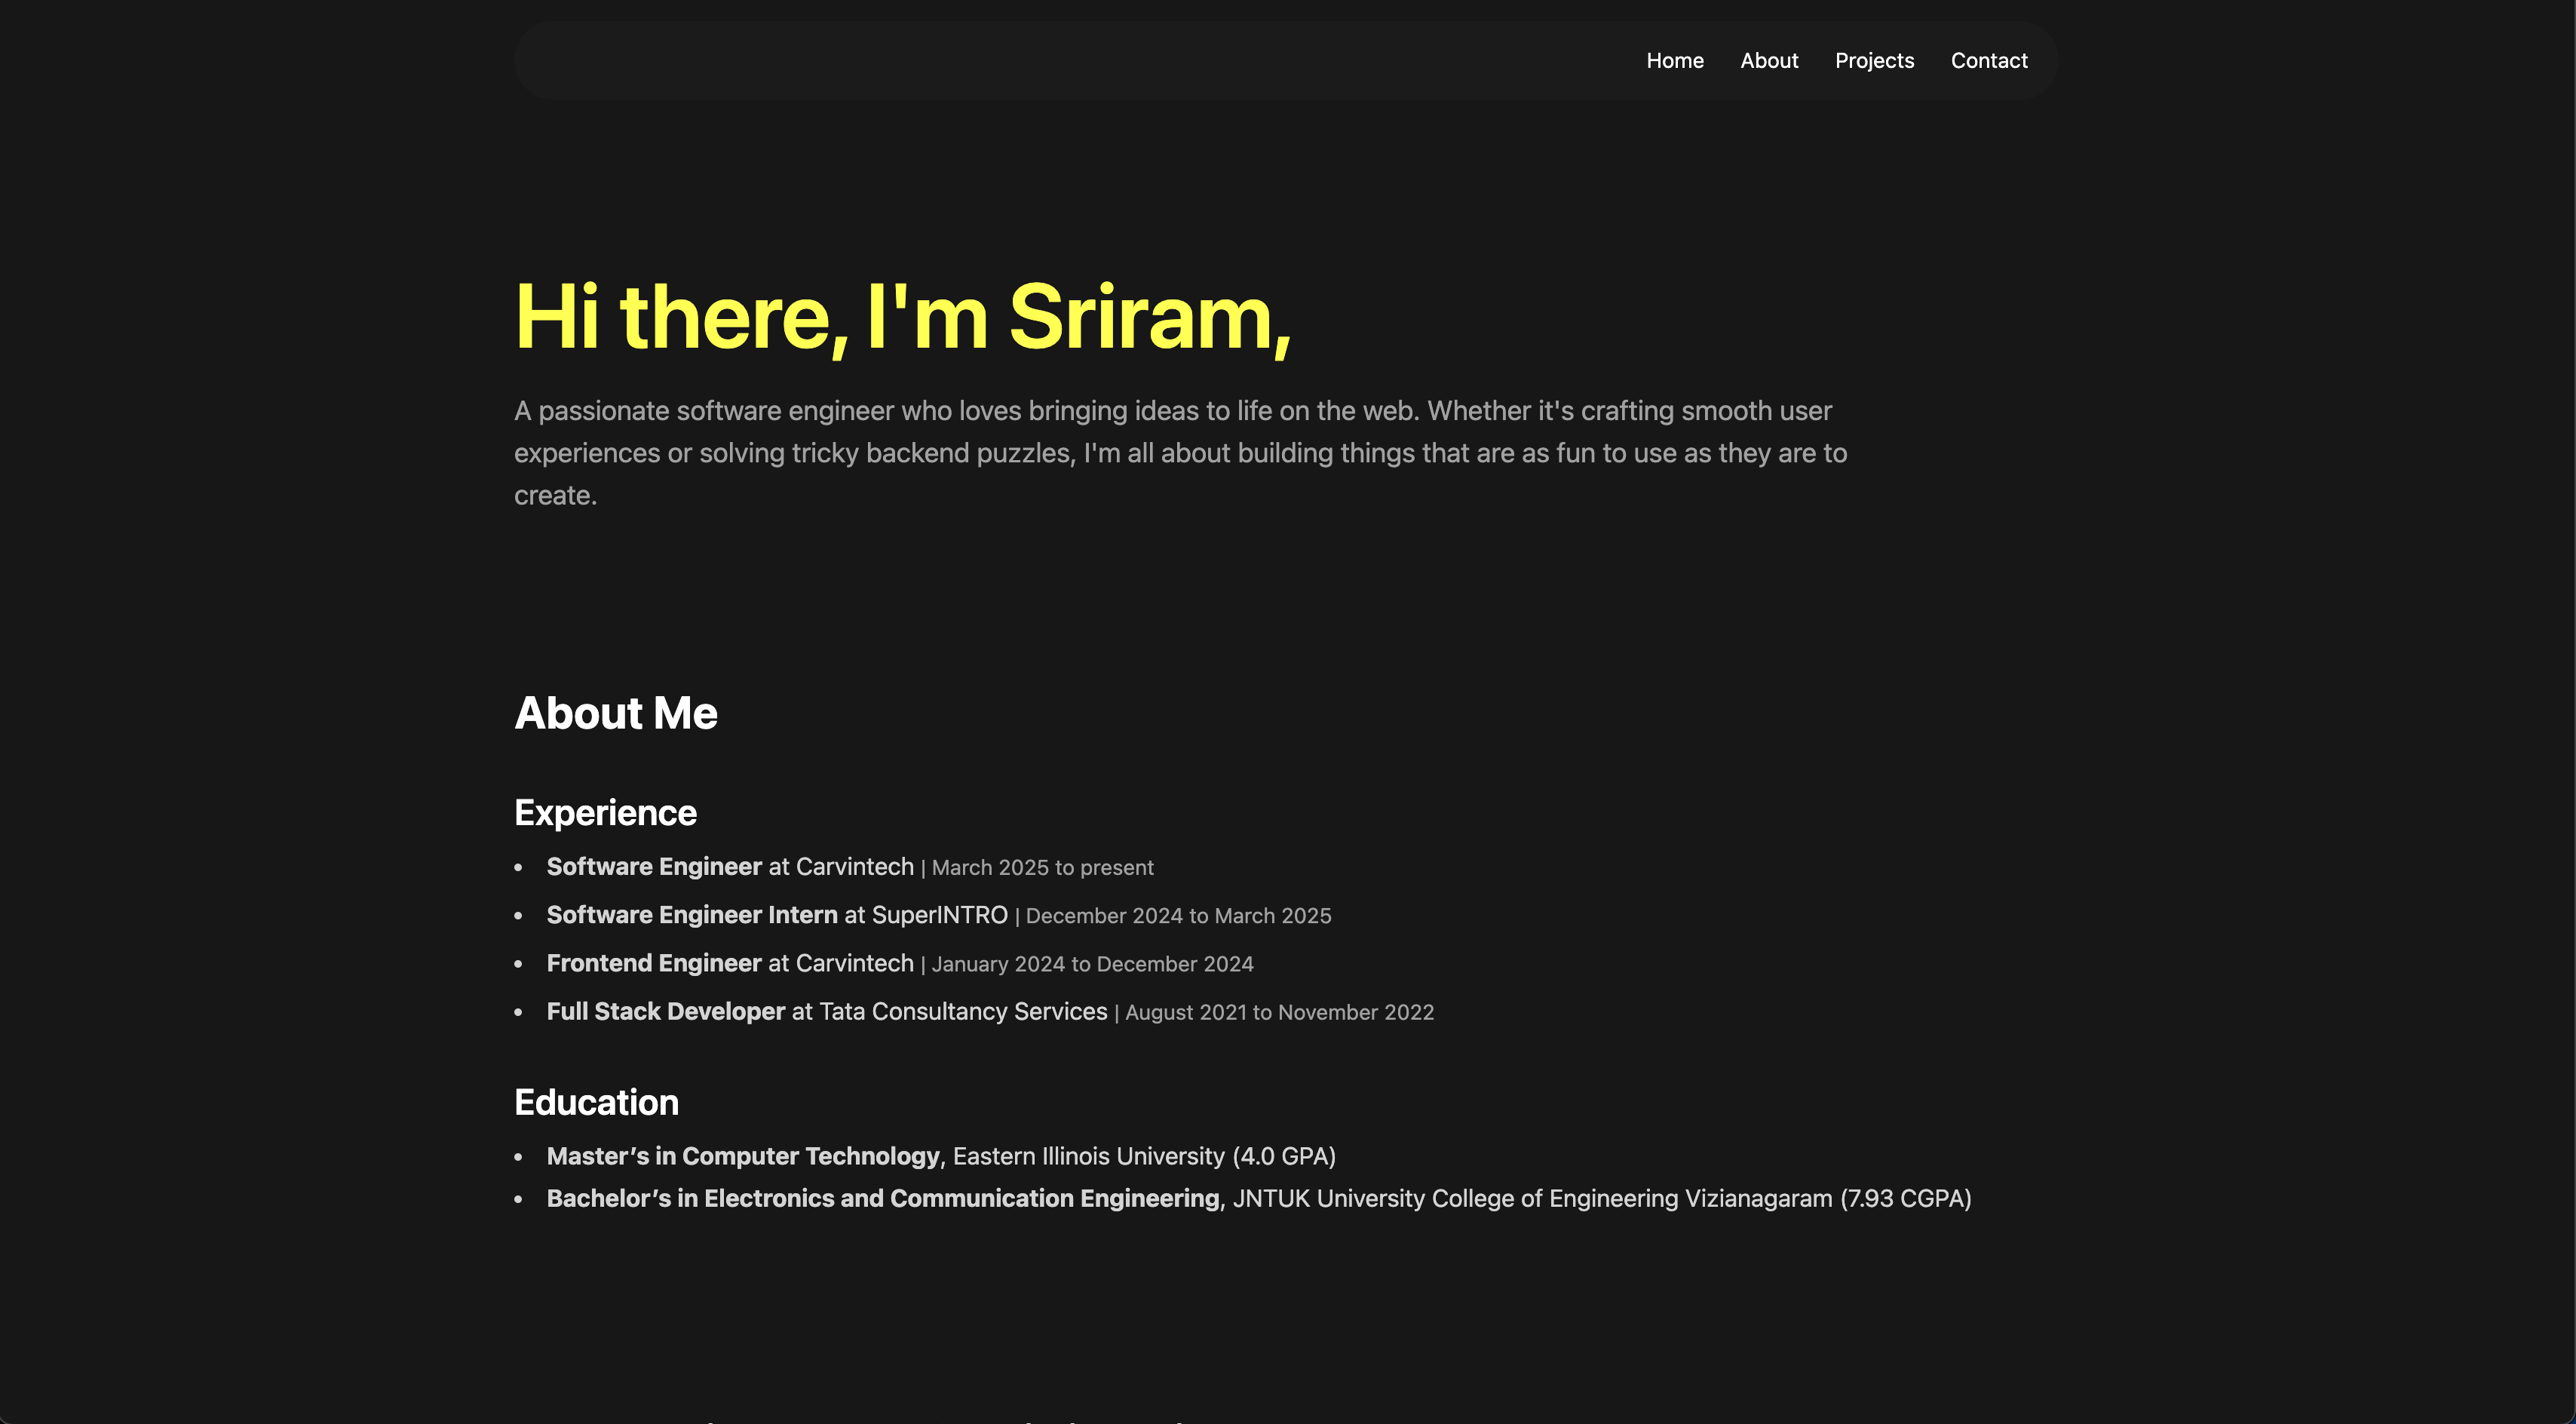 Home About Projects Contact
Hi there, I'm Sriram,
A passionate software engineer who loves bringing ideas to life on the web. Whether it's crafting smooth user
experiences or solving tricky backend puzzles, I'm all about building things that are as fun to use as they are to
create.
About Me
Experience
• Software Engineer at Carvintech | March 2025 to present
• Software Engineer Intern at SuperINTRO | December 2024 to March 2025
• Frontend Engineer at Carvintech | January 2024 to December 2024
• Full Stack Developer at Tata Consultancy Services | August 2021 to November 2022
Education
• Master’s in Computer Technology, Eastern Illinois University (4.0 GPA)
• Bachelor’s in Electronics and Communication Engineering, JNTUK University College of Engineering Vizianagaram (7.93 CGPA)